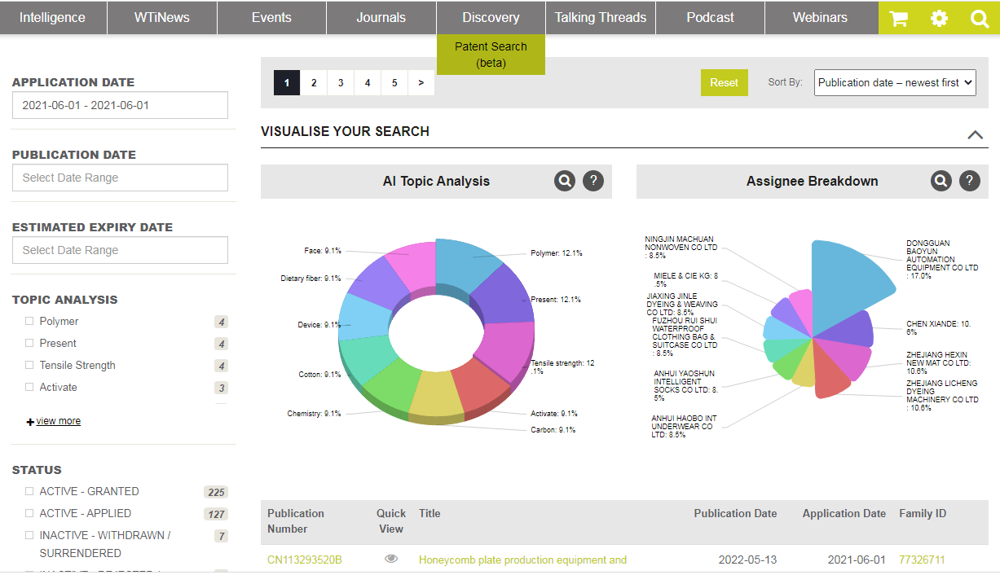 Intelligence
WTiNews
Events
Journals
Discovery
Talking Threads
Podcast
Webinars
Patent Search
(beta)
APPLICATION DATE
2021-06-01 - 2021-06-01
PUBLICATION DATE
Select Date Range
ESTIMATED EXPIRY DATE
Select Date Range
TOPIC ANALYSIS
Polymer 4
Present 4
Tensile Strength 4
Activate 3
+view more
STATUS
ACTIVE - GRANTED 225
ACTIVE - APPLIED 127
INACTIVE - WITHDRAWN / 7
SURRENDERED
1 2 3 4 5 >
Reset
Sort By:
Publication date – newest first
VISUALISE YOUR SEARCH
AI Topic Analysis
?
Face: 9.1%
Dietary fiber: 9.1%
Device: 9.1%
Cotton: 9.1%
Chemistry: 9.1%
Polymer: 12.1%
Present: 12.1%
Tensile strength: 12
.1%
Activate: 9.1%
Carbon: 9.1%
Assignee Breakdown
?
NINGJIN MACHUAN
NONWOVEN CO LTD
: 8.5%
MIELE & CIE KG: 8
.5%
JIAXING JINLE
DYEING & WEAVING
CO LTD: 8.5%
FUZHOU RUI SHUI
WATERPROOF
CLOTHING BAG &
SUITCASE CO LTD
: 8.5%
ANHUI YAOSHUN
INTELLIGENT
SOCKS CO LTD: 8.
5%
ANHUI HAOBO INT
UNDERWEAR CO
LTD: 8.5%
DONGGUAN
BAOYUN
AUTOMATION
EQUIPMENT CO LTD
: 17.0%
CHEN XIANDE: 10.
6%
ZHEJIANG HEXIN
NEW MAT CO LTD:
10.6%
ZHEJIANG LICHENG
DYEING
MACHINERY CO LTD
: 10.6%
Publication
Number
Quick
View
Title
Publication Date
Application Date
Family ID
CN113293520B
Honeycomb plate production equipment and
2022-05-13
2021-06-01
77326711